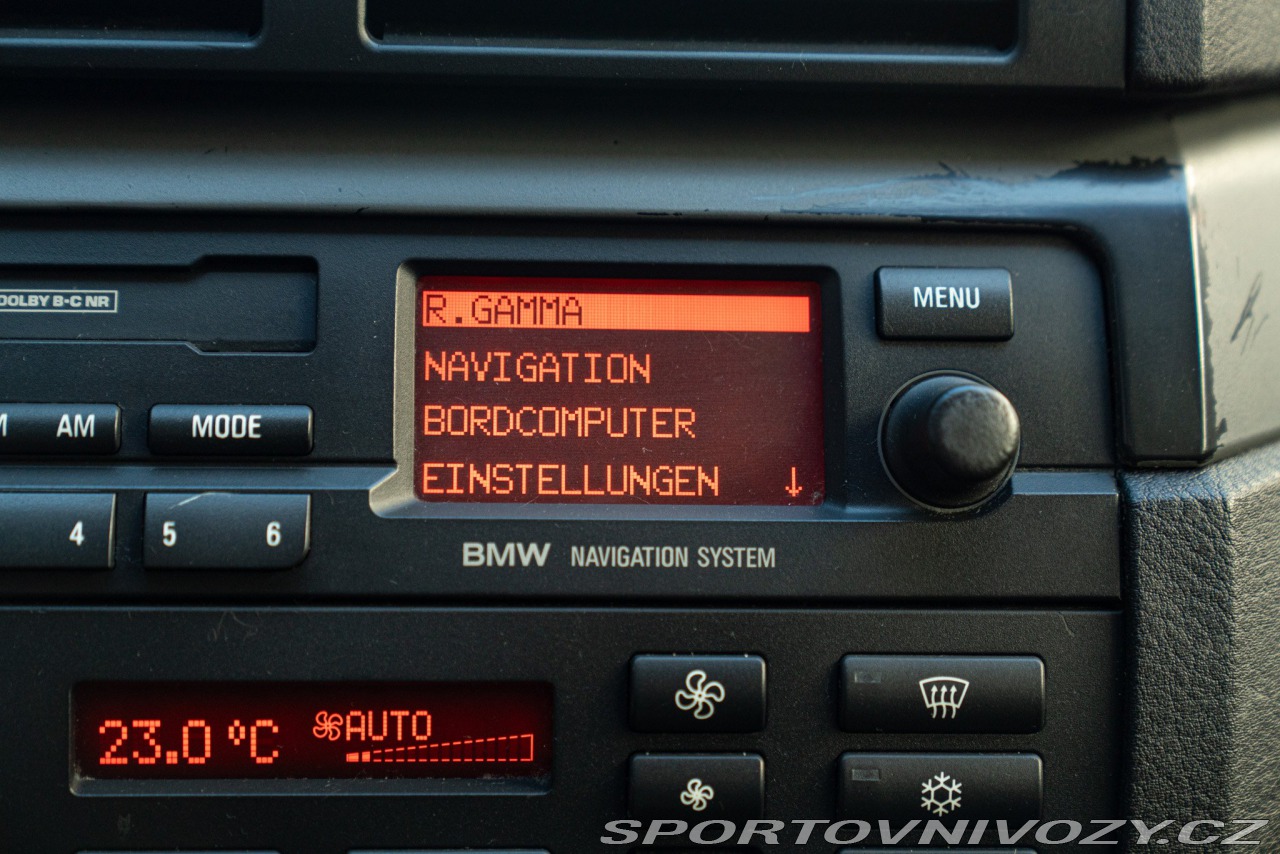 DOLBY B-C NR
R.GAMMA
MENU
NAVIGATION
AM
MODE
BORDCOMPUTER
EINSTELLUNGEN ↓
4
5
6
BMW NAVIGATION SYSTEM
23.0 °C
AUTO
SPORTOVNIVOZY.CZ